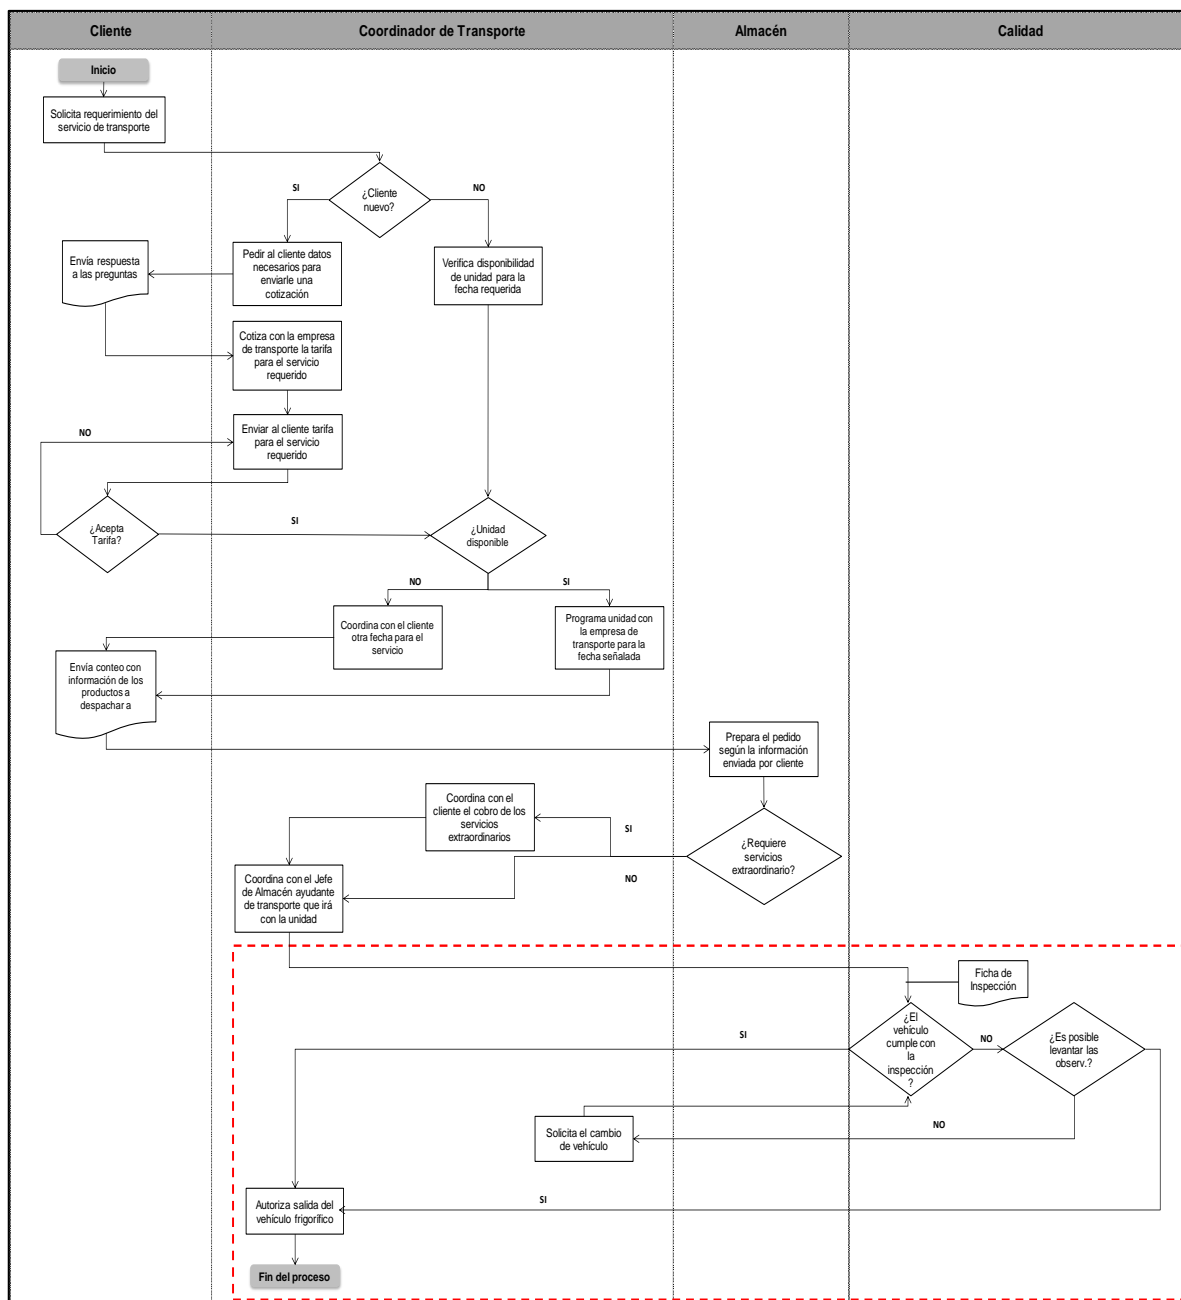 Cliente
Coordinador de Transporte
Almacén
Calidad
Inicio
Solicita requerimiento del
servicio de transporte
¿Cliente
nuevo?
SI
NO
Envía respuesta
a las preguntas
Pedir al cliente datos
necesarios para
enviarle una
cotización
Verifica disponibilidad
de unidad para la
fecha requerida
Cotiza con la empresa
de transporte la tarifa
para el servicio
requerido
NO
Enviar al cliente tarifa
para el servicio
requerido
¿Acepta
Tarifa?
SI
¿Unidad
disponible
NO
SI
Coordina con el cliente
otra fecha para el
servicio
Programa unidad con
la empresa de
transporte para la
fecha señalada
Envía conteo con
información de los
productos a
despachar a
Prepara el pedido
según la información
enviada por cliente
Coordina con el
cliente el cobro de los
servicios
extraordinarios
SI
¿Requiere
servicios
extraordinario?
NO
Coordina con el Jefe
de Almacén ayudante
de transporte que irá
con la unidad
Ficha de
Inspección
¿El
vehículo
cumple con
la
inspección
?
SI
NO
¿Es posible
levantar las
observ.?
Solicita el cambio
de vehículo
NO
Autoriza salida del
vehículo frigorífico
SI
Fin del proceso